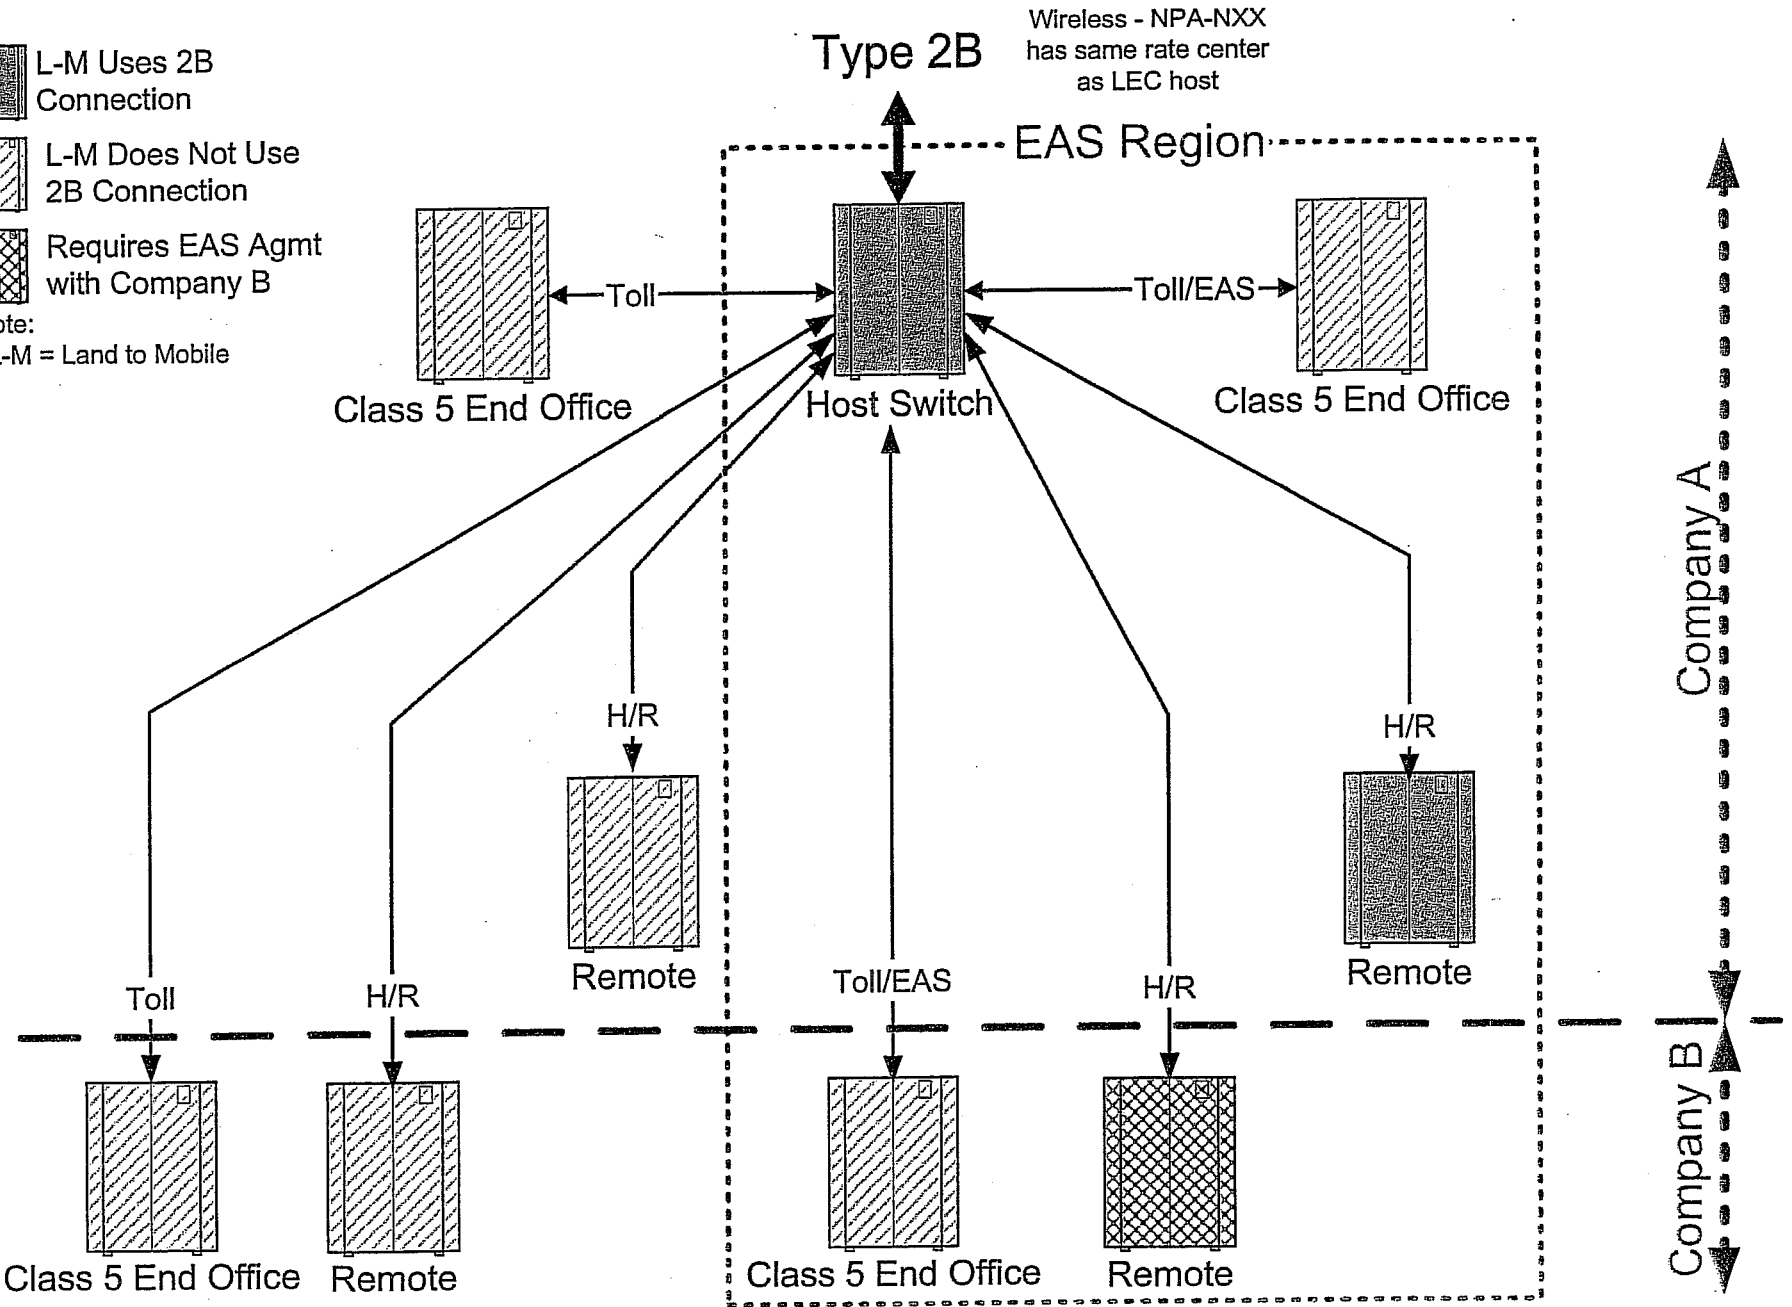 L-M Uses 2B
Connection
L-M Does Not Use
2B Connection
Requires EAS Agmt
with Company B
-M = Land to Mobile
Type 2B
Wireless - NPA-NXX
has same rate center
as LEC host
EAS Region
Toll
Toll/EAS
Class 5 End Office
Host Switch
Class 5 End Office
Company A
H/R
H/R
Remote
Remote
Toll
H/R
Toll/EAS
H/R
Company B
Class 5 End Office
Remote
Class 5 End Office
Remote